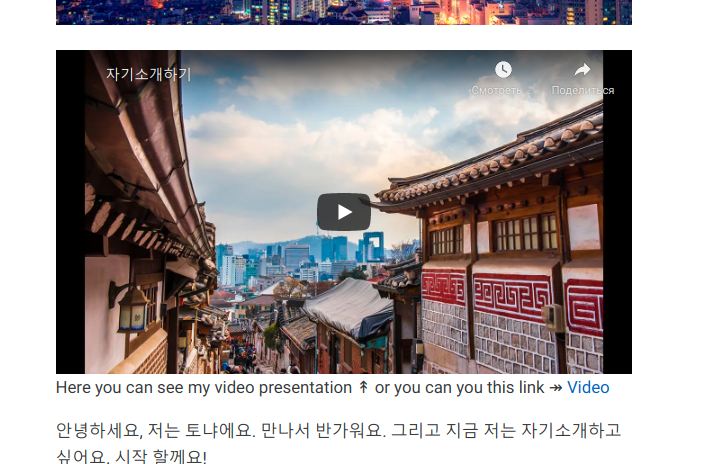 자기소개하기
Смотреть ...
Поделиться
Here you can see my video presentation ↟ or you can you this link ↠ Video
안녕하세요, 저는 토냐에요. 만나서 반가워요. 그리고 지금 저는 자기소개하고
싶어요. 시작 할께요!